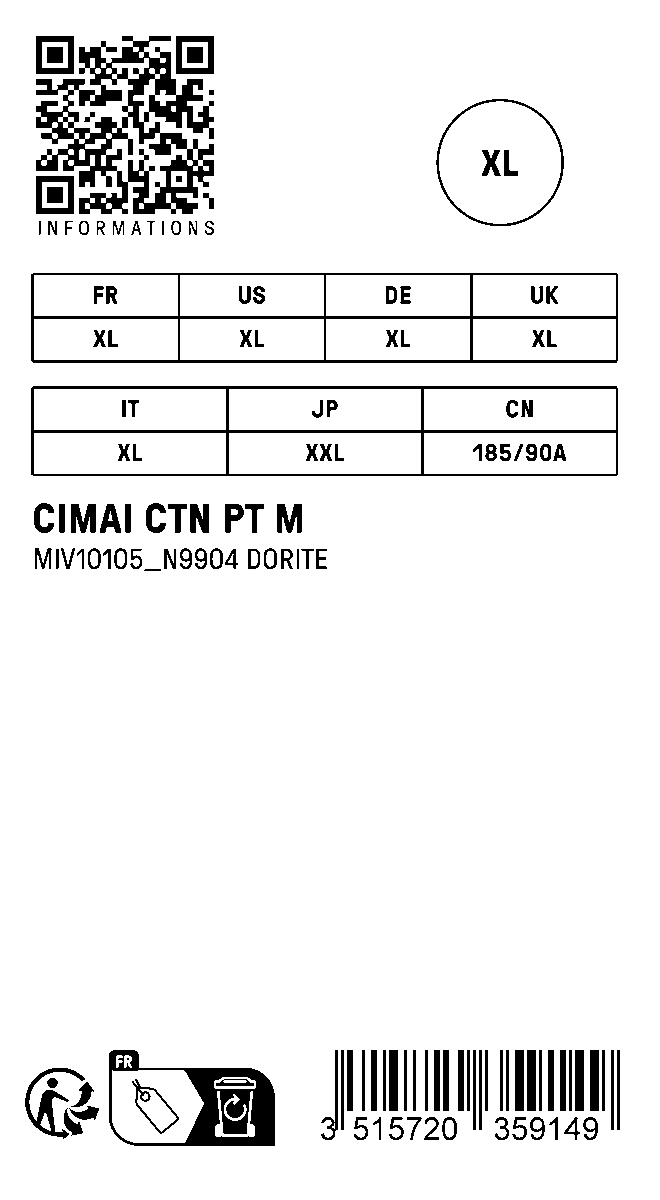 INFORMATIONS
XL
FR US DE UK
XL XL XL XL
IT JP CN
XL XXL 185/90A
CIMAI CTN PT M
MIV10105_N9904 DORITE
FR
3 515720 359149